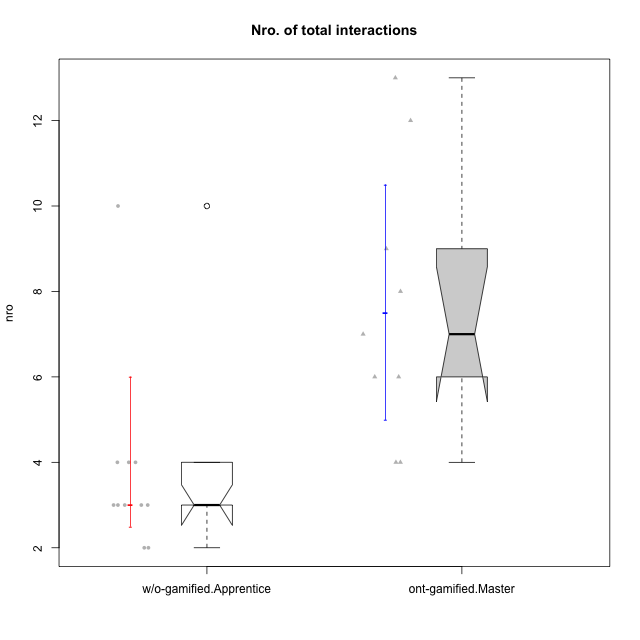 Nro. of total interactions
12
10
8
6
4
2
nro
w/o-gamified.Apprentice
ont-gamified.Master